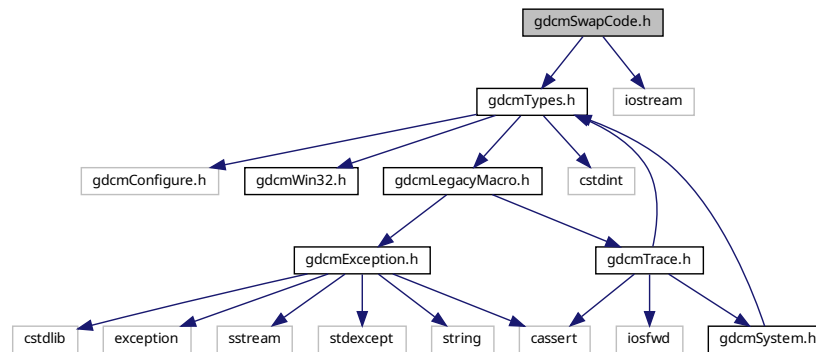 gdcmSwapCode.h
gdcmTypes.h
iostream
gdcmConfigure.h
gdcmWin32.h
gdcmLegacyMacro.h
cstdint
gdcmException.h
gdcmTrace.h
cstdlib
exception
sstream
stdexcept
string
cassert
iosfwd
gdcmSystem.h